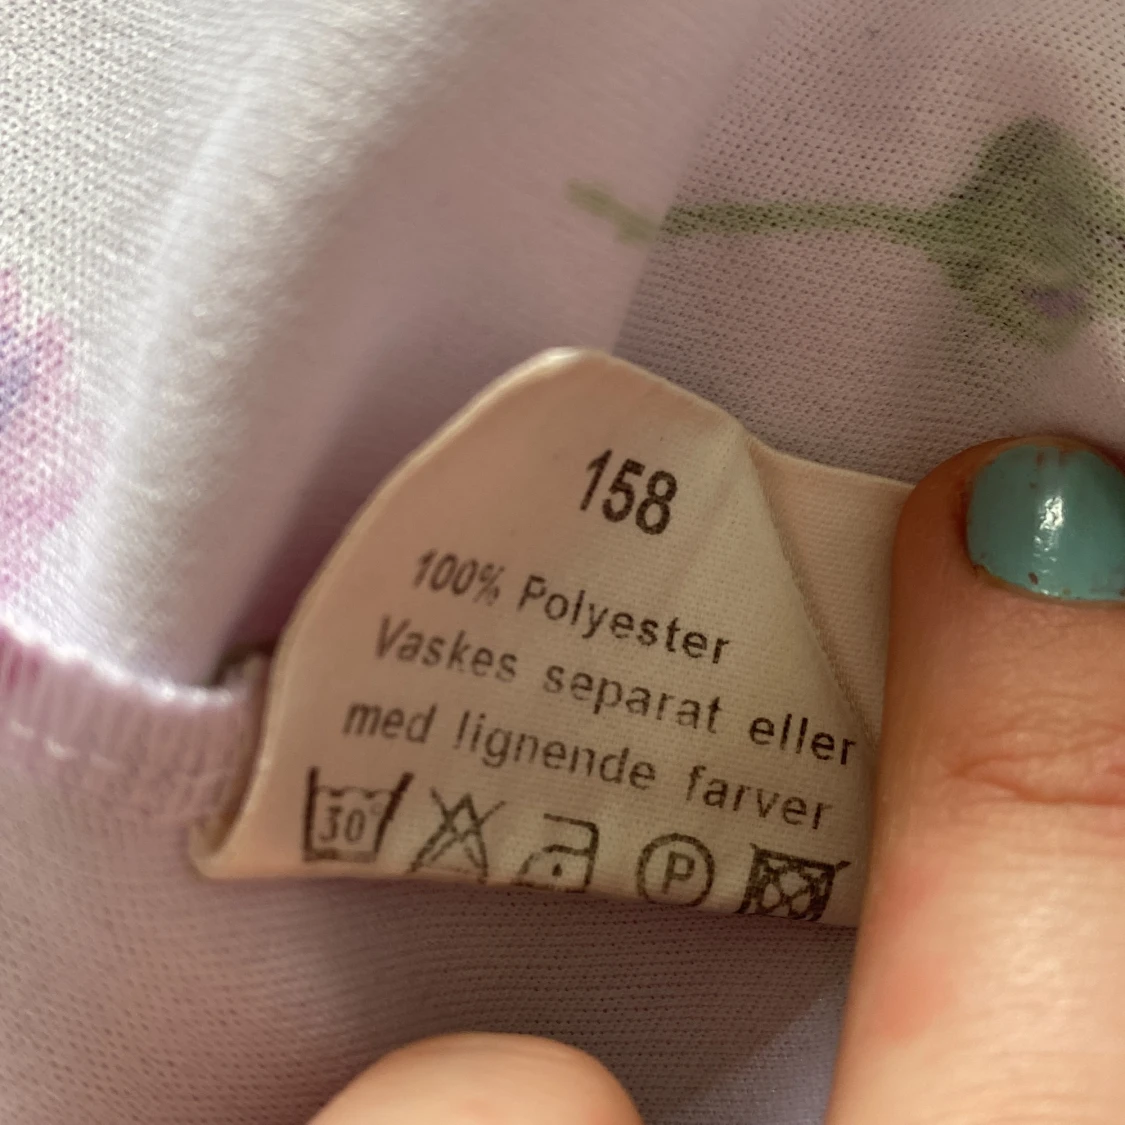 158
100% Polyester
Vaskes separat eller
med lignende farver
30° P